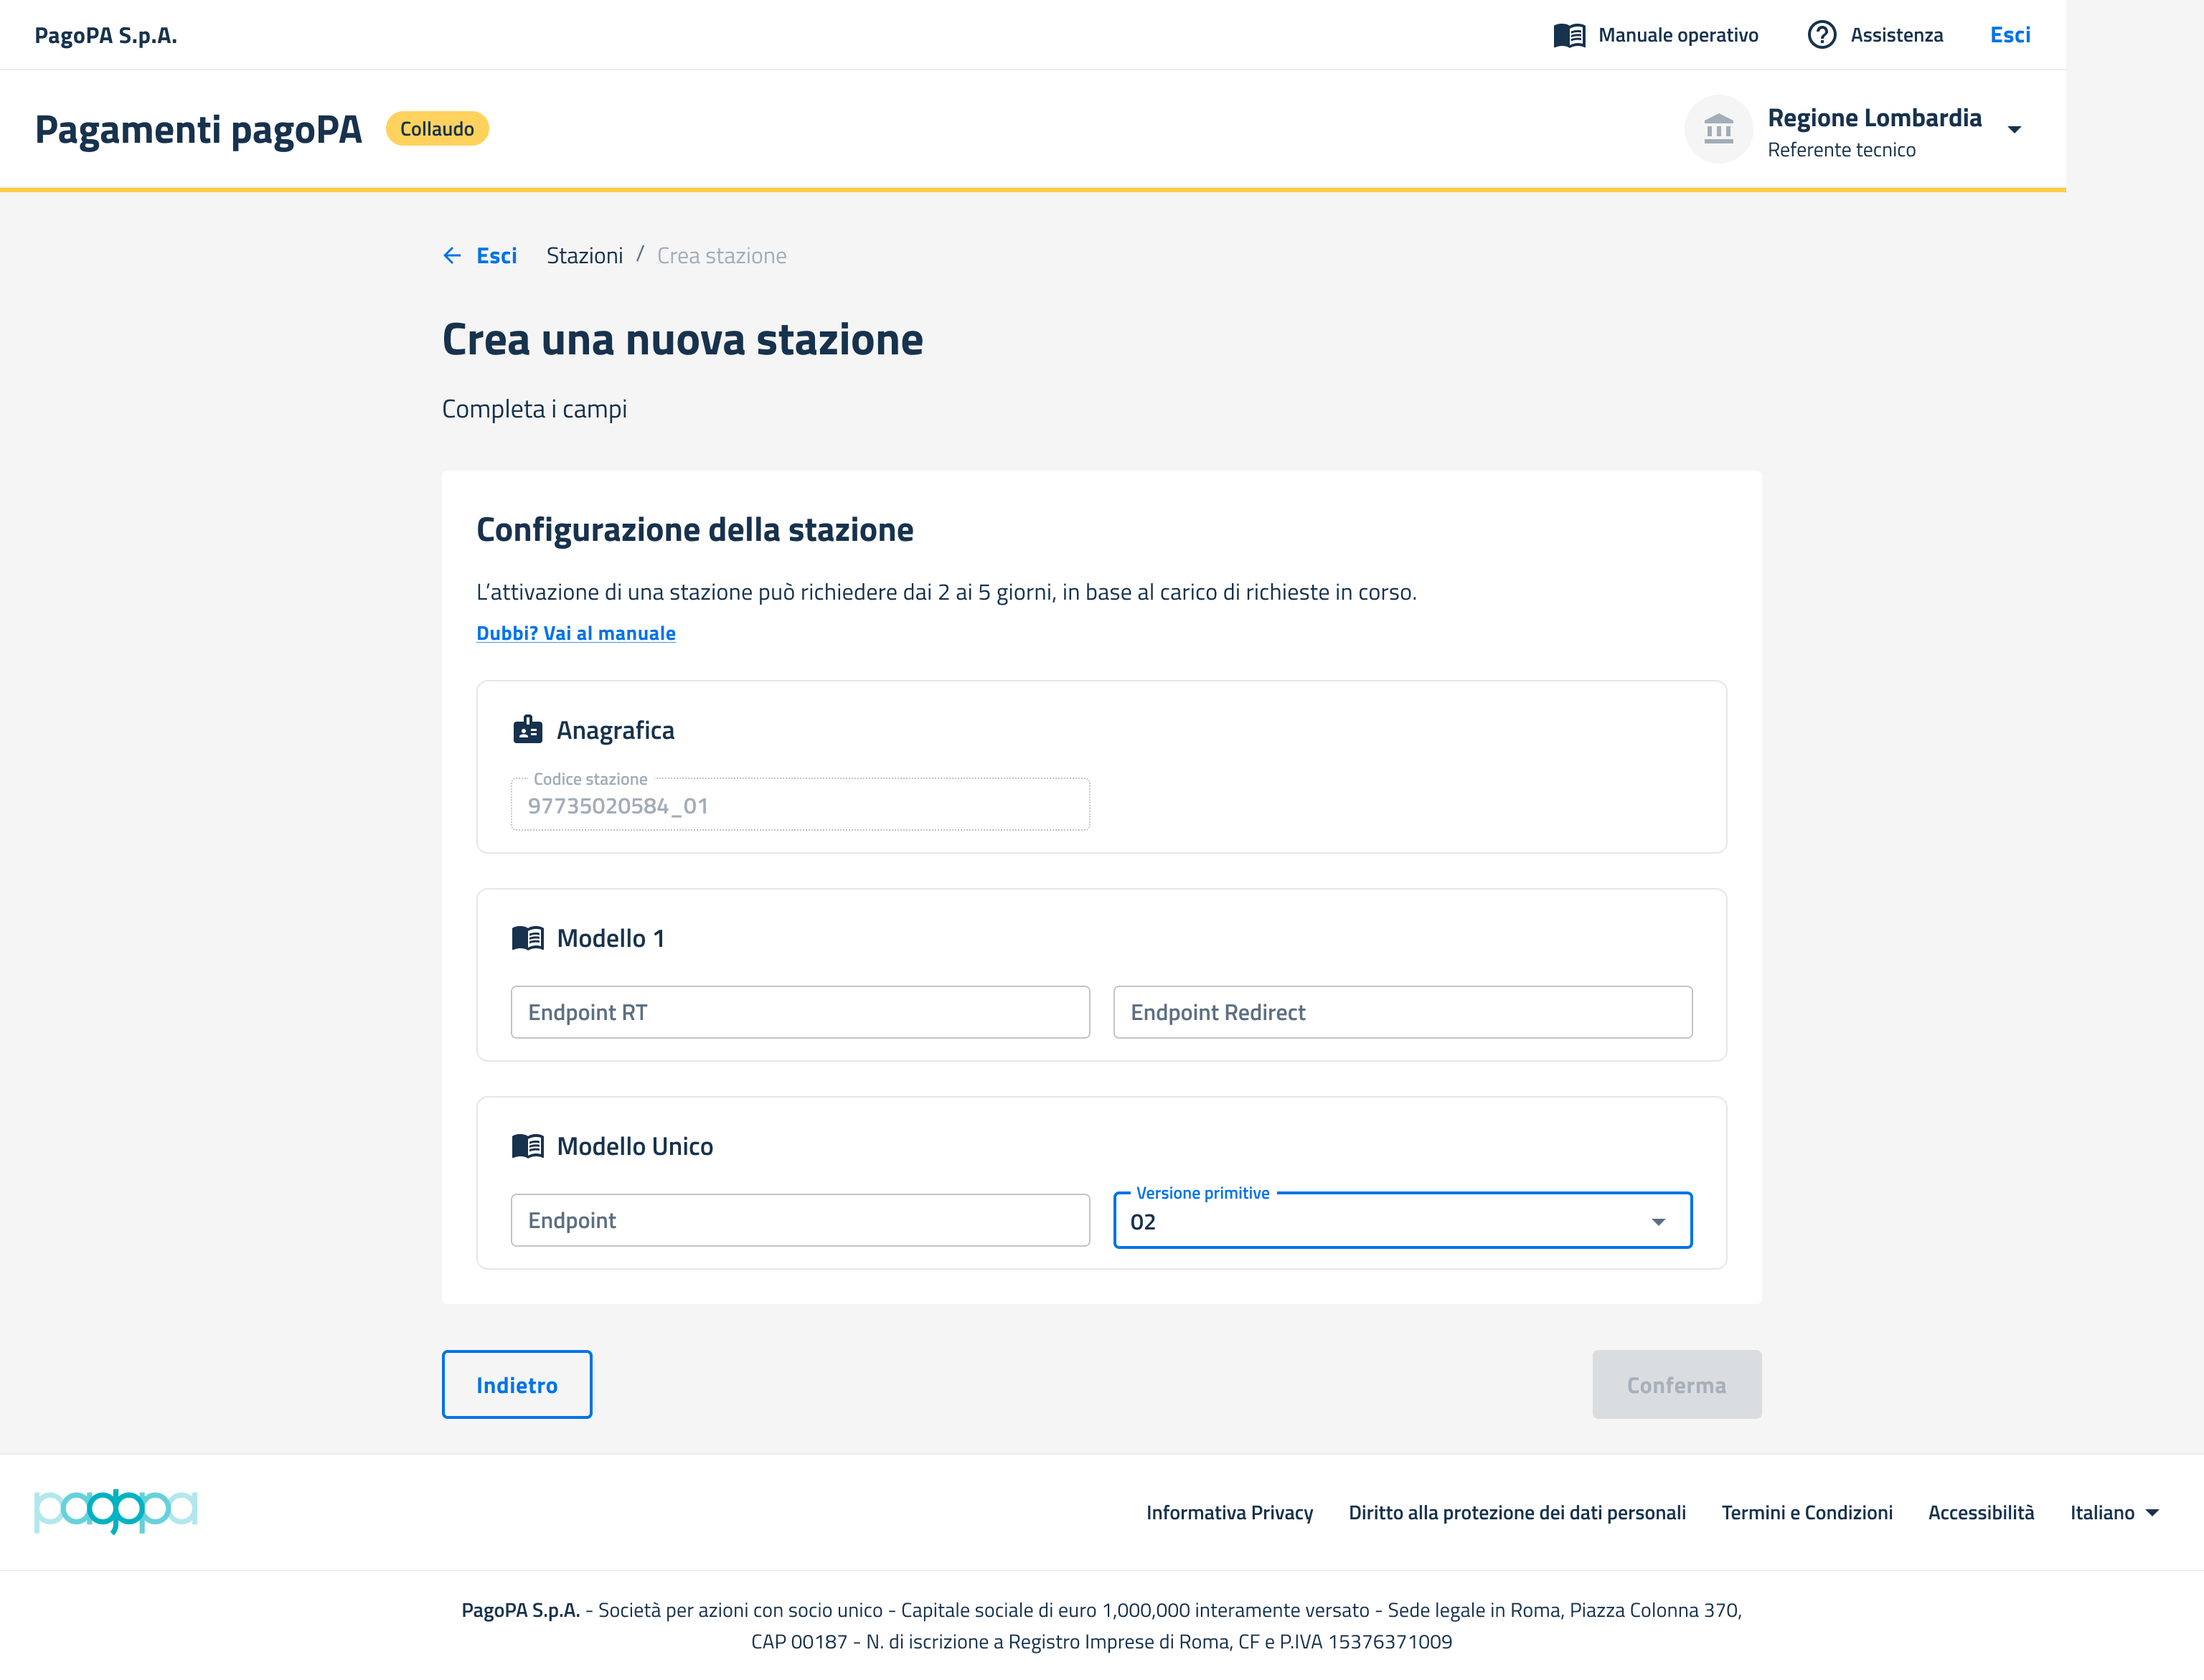 PagoPA S.p.A.
Manuale operativo
Assistenza
Esci
Pagamenti pagoPA
Collaudo
Regione Lombardia
Referente tecnico
Esci
Stazioni / Crea stazione
Crea una nuova stazione
Completa i campi
Configurazione della stazione
L’attivazione di una stazione può richiedere dai 2 ai 5 giorni, in base al carico di richieste in corso.
Dubbi? Vai al manuale
Anagrafica
Codice stazione
97735020584_01
Modello 1
Endpoint RT
Endpoint Redirect
Modello Unico
Endpoint
Versione primitive
02
Indietro
Conferma
pagopa
Informativa Privacy
Diritto alla protezione dei dati personali
Termini e Condizioni
Accessibilità
Italiano
PagoPA S.p.A. - Società per azioni con socio unico - Capitale sociale di euro 1,000,000 interamente versato - Sede legale in Roma, Piazza Colonna 370,
CAP 00187 - N. di iscrizione a Registro Imprese di Roma, CF e P.IVA 15376371009